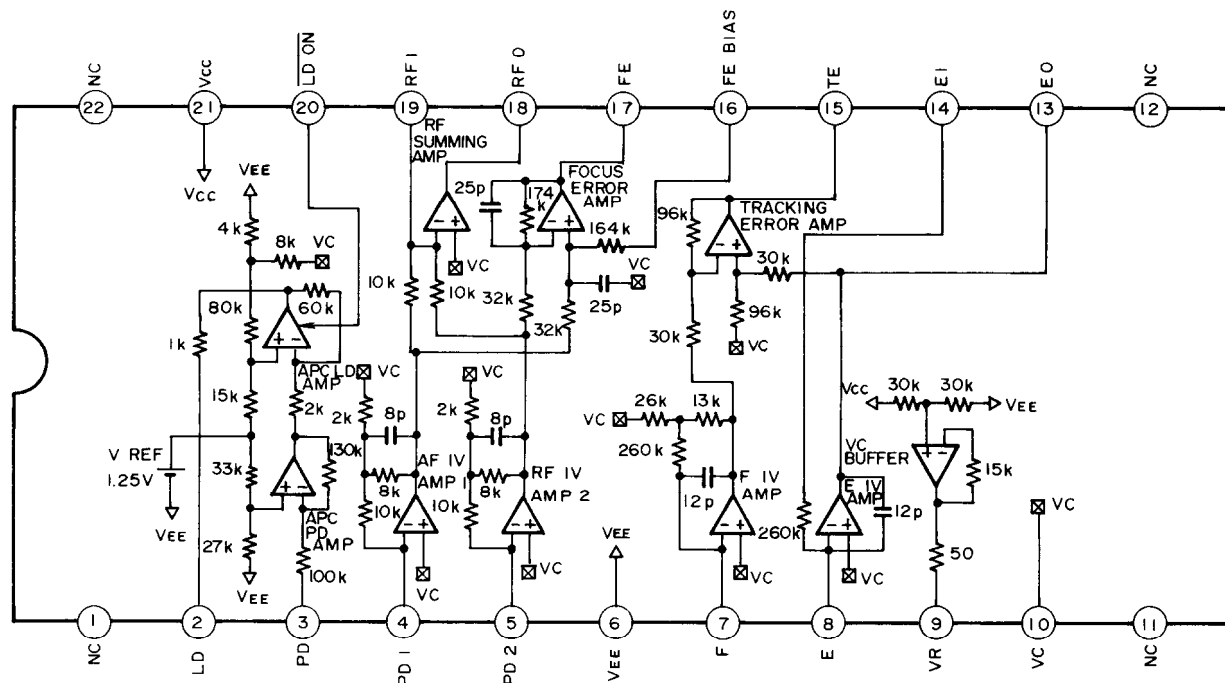 NC
Vcc
LD ON
RF I
RF O
FE
FE BIAS
TE
E I
E O
NC
22
21
20
19
18
17
16
15
14
13
12
RF
SUMMING
AMP
FOCUS
ERROR
AMP
TRACKING
ERROR AMP
VEE
VCC
4k
8k
VC
25p
174
k
164k
VC
96k
30k
80k
60k
10k
VC
10k
32k
32k
25p
30k
96k
VC
1k
APC LD
AMP
VC
VC
15k
2k
2k
8p
2k
8p
VC
26k
13k
VCC
30k
30k
VEE
V REF
1.25V
33k
130k
AF IV
AMP 1
8k
RF IV
AMP 2
8k
260k
F IV
AMP
12p
VC
BUFFER
15k
E IV
AMP
VC
VEE
27k
APC
PD
AMP
10k
10k
VEE
260k
12p
50
VEE
100k
VC
VC
VC
VC
1
2
3
4
5
6
7
8
9
10
11
NC
LD
PD
PD 1
PD 2
VEE
F
E
VR
VC
NC